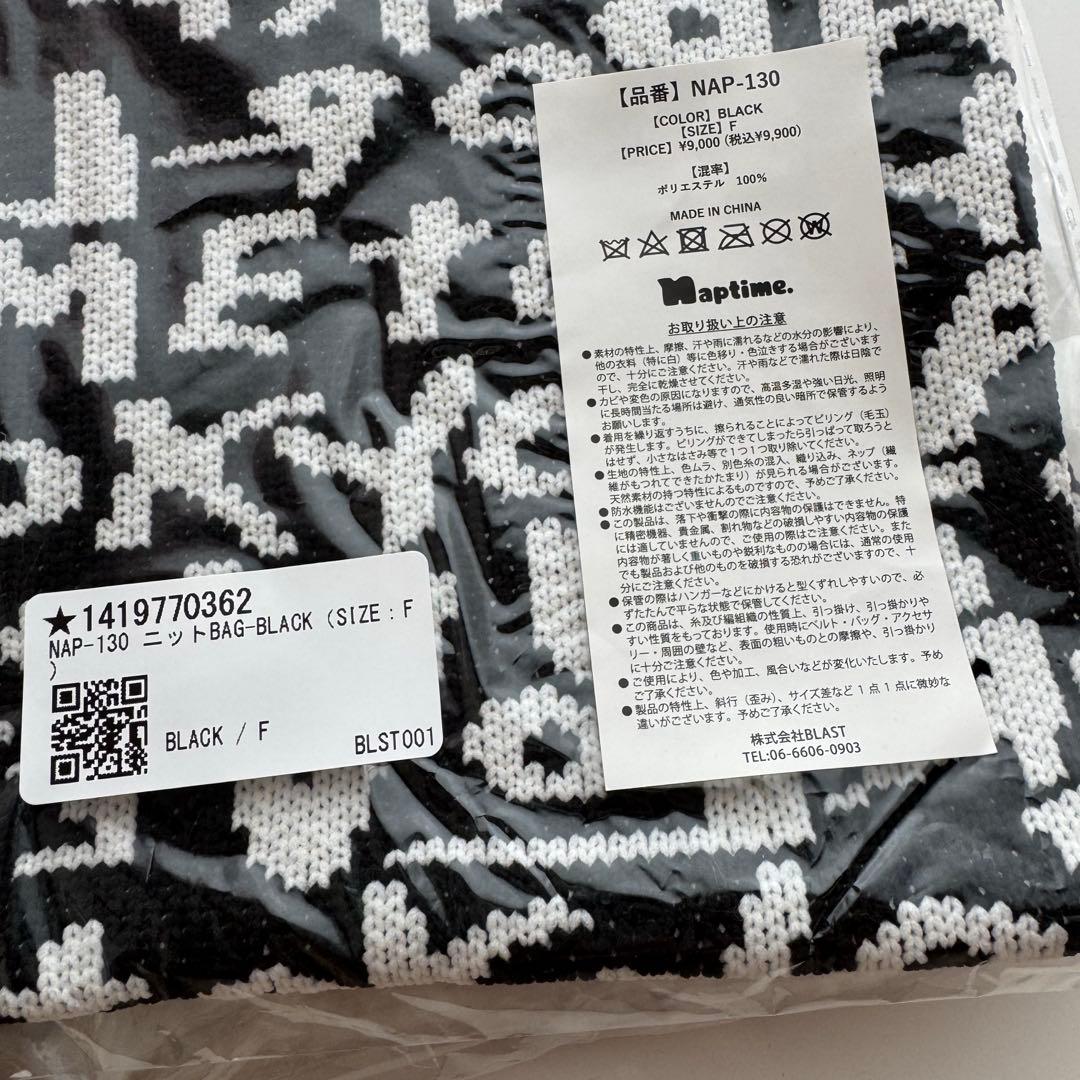 【品番】NAP-130
【COLOR】BLACK
【SIZE】F
【PRICE】¥9,000 (税込¥9,900)
【混率】
ポリエステル 100%
MADE IN CHINA
Naptime.
お取り扱い上の注意
●素材の特性上、摩擦、汗や雨に濡れるなどの水分の影響により、
他の衣料（特に白）等に色移り・色泣きする場合がございます
ので、十分にご注意ください。汗や雨などで濡れた際は日陰で
干し、完全に乾燥させてください。
●カビや変色の原因になりますので、高温多湿や強い日光、照明
に長時間当たる場所は避け、通気性の良い暗所で保管するよう
お願いします。
●着用を繰り返すうちに、擦られることによってピリング（毛玉）
が発生します。ピリングができてしまったら引っぱって取ろうと
はせず、小さなはさみ等で1つ1つ取り除いてください。
●生地の特性上、色ムラ、別色糸の混入、織り込み、ネップ（繊
維がもつれてできたかたまり）が見られる場合がございます。
天然素材の持つ特性によるものですので、予めご了承ください。
●防水機能はございませんのでご注意ください。
●この製品は、落下や衝撃の際に内容物の保護はできません。特
に精密機器、貴金属、割れ物などの破損しやすい内容物の保護
には適していませんので、ご使用の際はご注意ください。また
内容物が著しく重いものや鋭利なものの場合には、通常の使用
でも製品および他のものを破損する恐れがございますので、十
分にご注意ください。
●保管の際はハンガーなどにかけると型くずれしやすいので、必
ずたたんで平らな状態で保管してください。
●この商品は、糸及び編組織の性質上、引っ掛け、引っ掛かりや
すい性質をもっております。使用時にベルト・バッグ・アクセサ
リー・周囲の壁など、表面の粗いものとの摩擦や、引っ掛かり
に十分ご注意ください。
●ご使用により、色や加工、風合いなどが変化いたします。予め
ご了承ください。
●製品の特性上、斜行（歪み）、サイズ差など1点1点に微妙な
違いがございます。予めご了承ください。
株式会社BLAST
TEL:06-6606-0903
★1419770362
NAP-130 ニットBAG-BLACK (SIZE:F
)
BLACK / F
BLST001